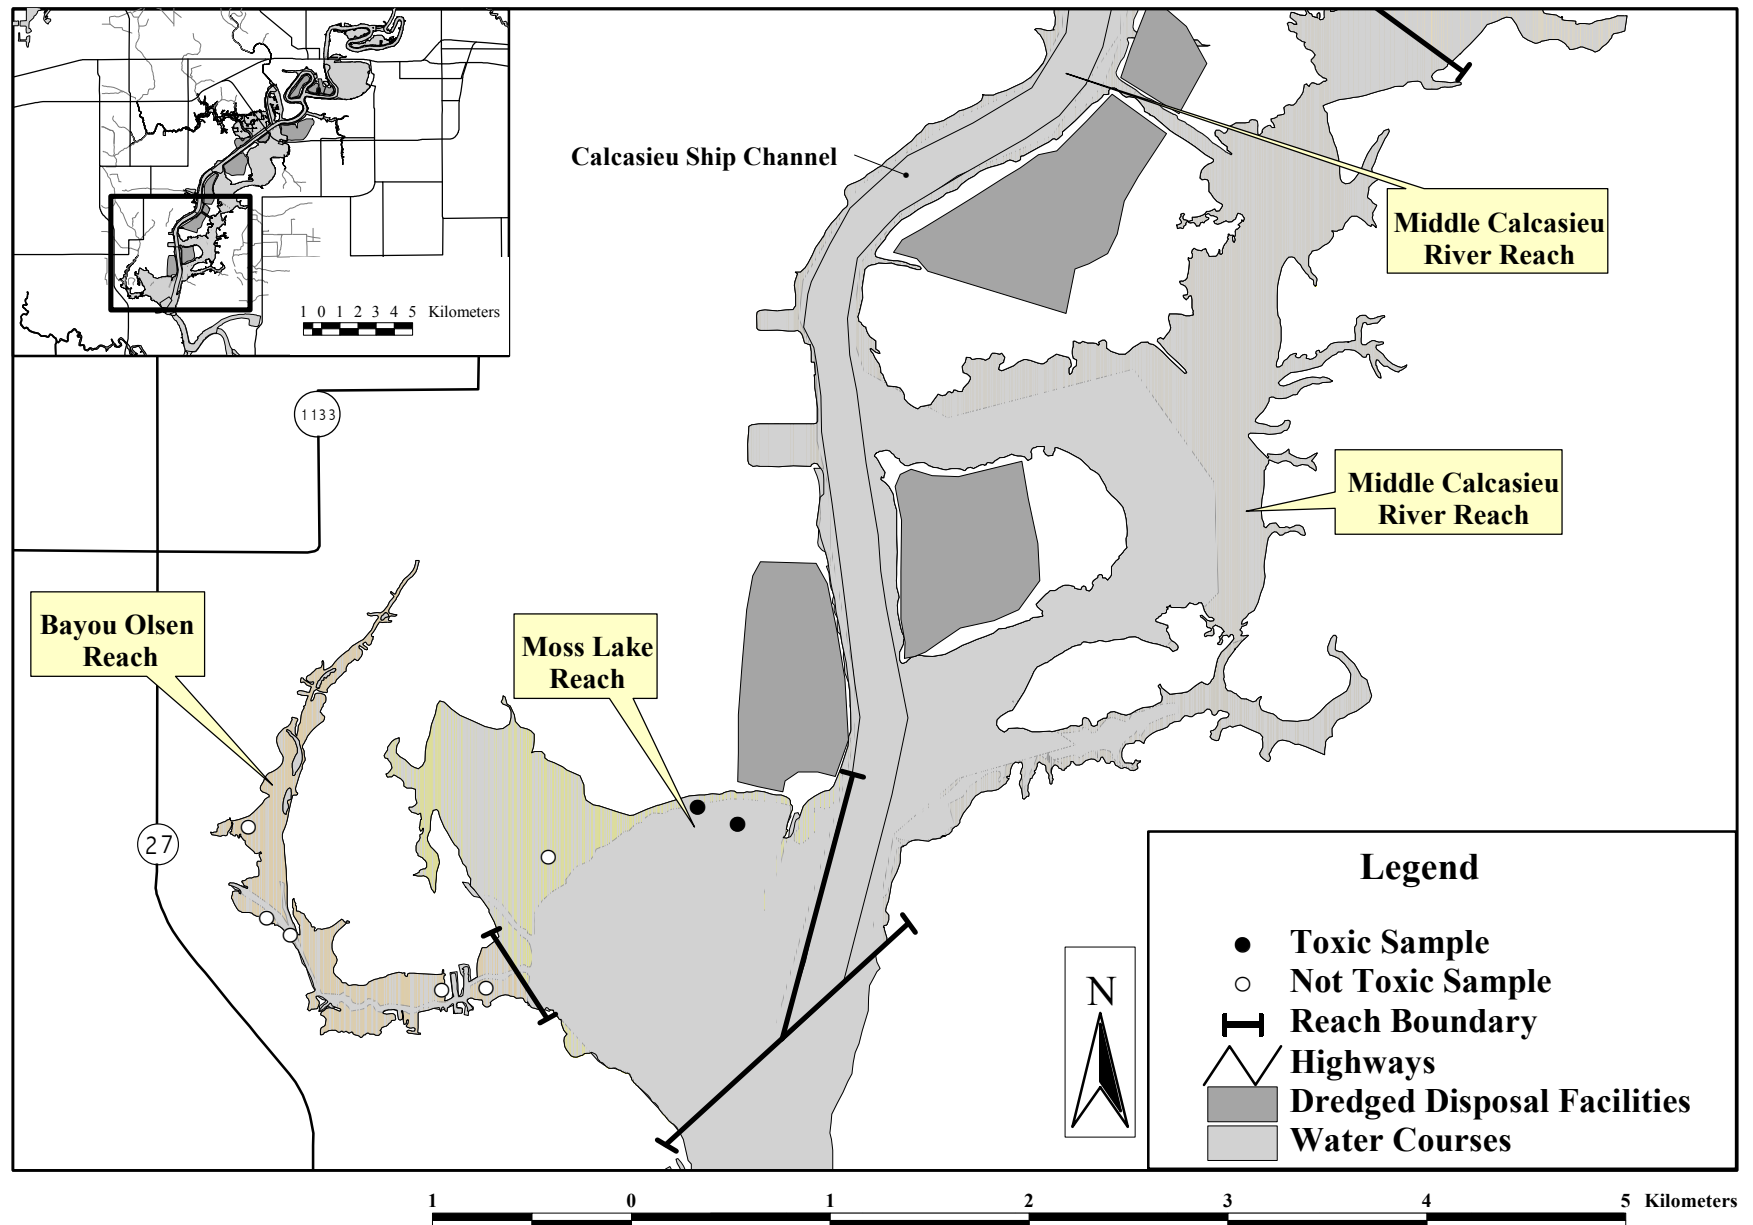 1 0 1 2 3 4 5 Kilometers
Calcasieu Ship Channel
Middle Calcasieu
River Reach
1133
Middle Calcasieu
River Reach
Bayou Olsen
Reach
Moss Lake
Reach
27
N
Legend
Toxic Sample
Not Toxic Sample
Reach Boundary
Highways
Dredged Disposal Facilities
Water Courses
1 0 1 2 3 4 5 Kilometers